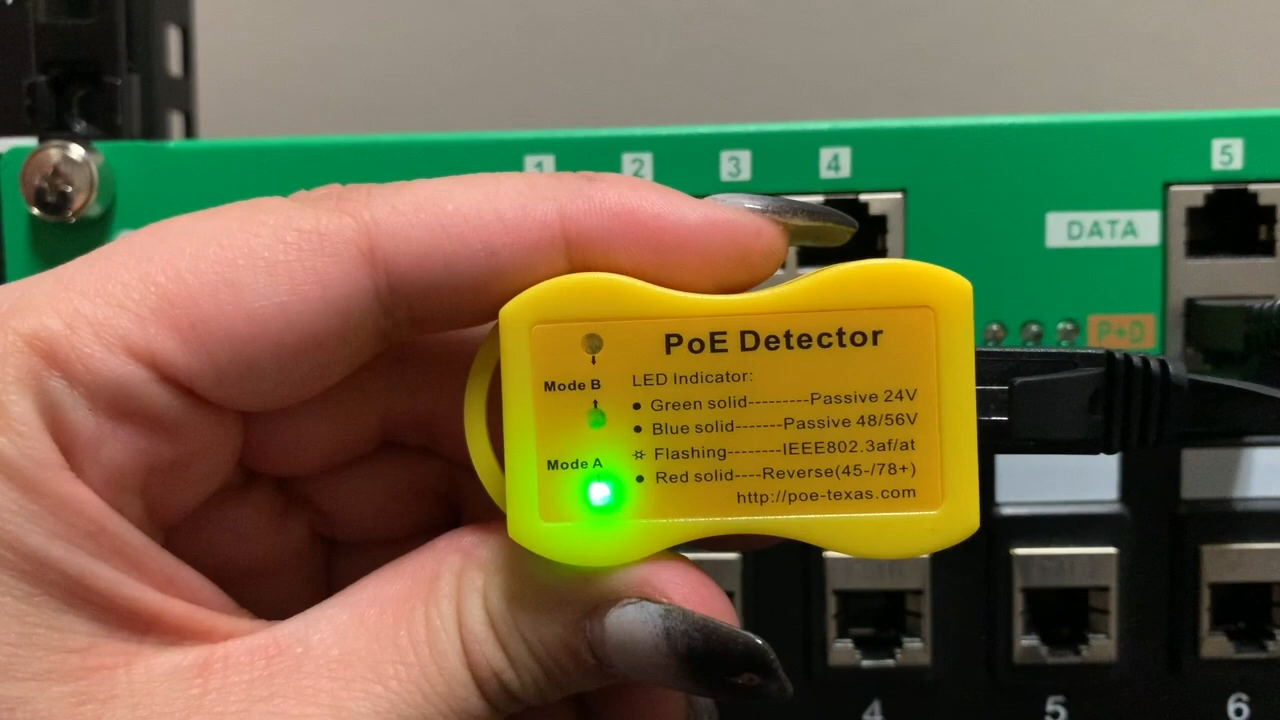 1 2 3 4 5
DATA
P+D
PoE Detector
Mode B
LED Indicator:
● Green solid---------Passive 24V
● Blue solid-------Passive 48/56V
Mode A
☼ Flashing--------IEEE802.3af/at
● Red solid----Reverse(45-/78+)
http://poe-texas.com
4 5 6